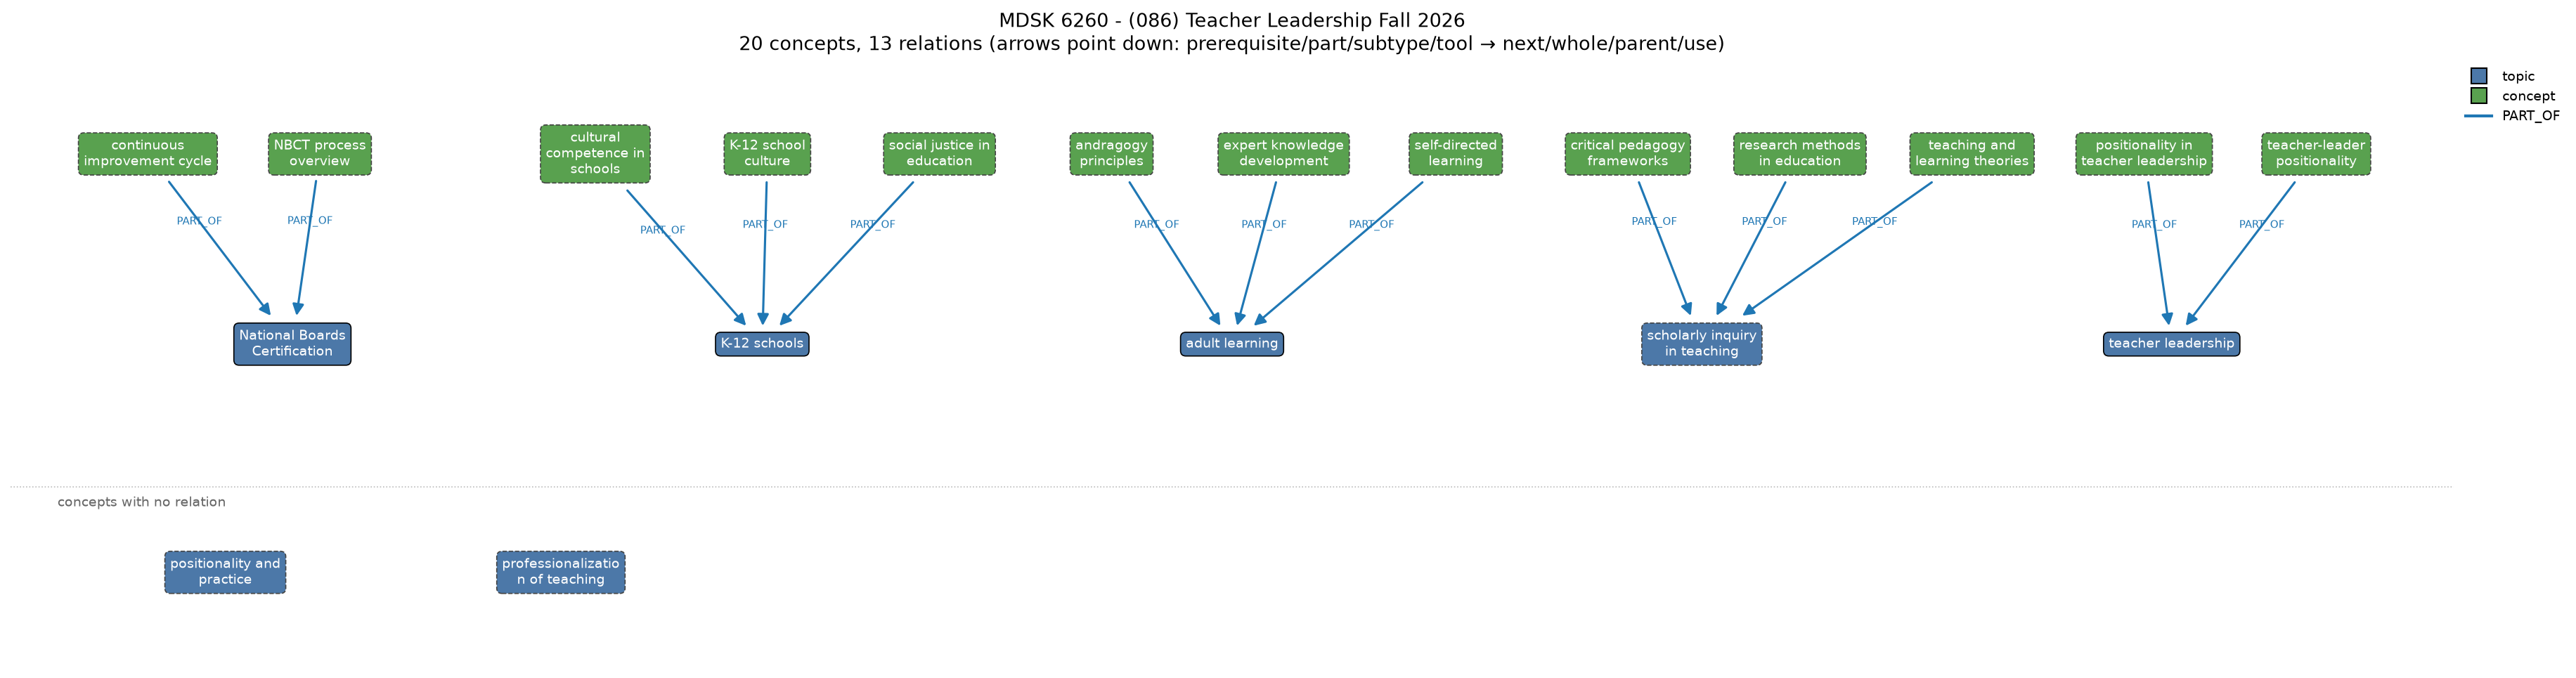 MDSK 6260 - (086) Teacher Leadership Fall 2026
20 concepts, 13 relations (arrows point down: prerequisite/part/subtype/tool → next/whole/parent/use)
topic
concept
PART_OF
continuous
improvement cycle
NBCT process
overview
cultural
competence in
schools
K-12 school
culture
social justice in
education
andragogy
principles
expert knowledge
development
self-directed
learning
critical pedagogy
frameworks
research methods
in education
teaching and
learning theories
positionality in
teacher leadership
teacher-leader
positionality
PART_OF
PART_OF
PART_OF
PART_OF
PART_OF
PART_OF
PART_OF
PART_OF
PART_OF
PART_OF
PART_OF
PART_OF
PART_OF
National Boards
Certification
K-12 schools
adult learning
scholarly inquiry
in teaching
teacher leadership
concepts with no relation
positionality and
practice
professionalizatio
n of teaching